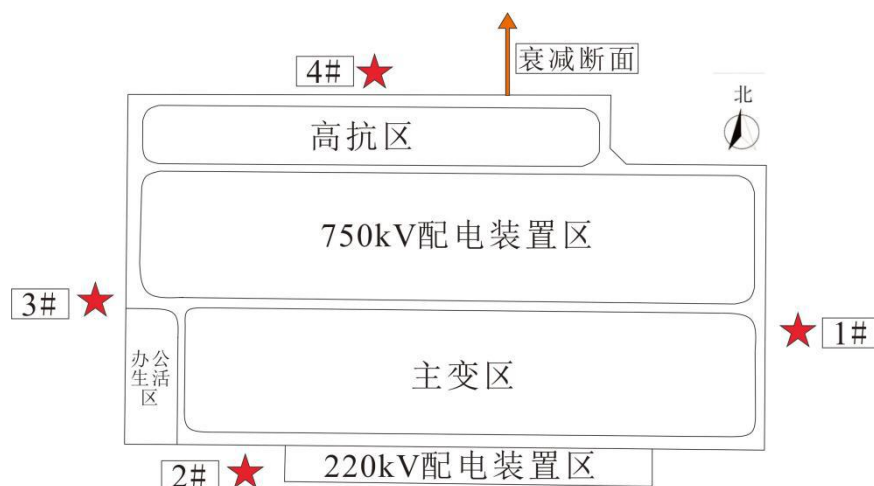 4#
衰减断面
北
高抗区
750kV配电装置区
3#
1#
办公
生活
区
主变区
2#
220kV配电装置区